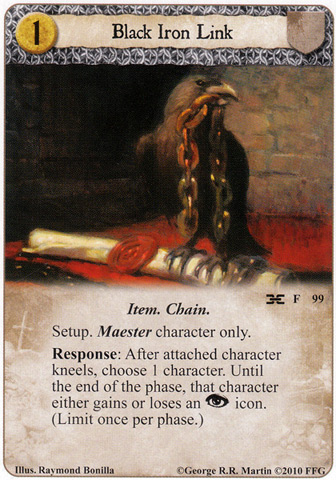 1
Black Iron Link
F 99
Item. Chain.
Setup. Maester character only.
Response: After attached character
kneels, choose 1 character. Until
the end of the phase, that character
either gains or loses an icon.
(Limit once per phase.)
Illus. Raymond Bonilla ©George R.R. Martin ©2010 FFG